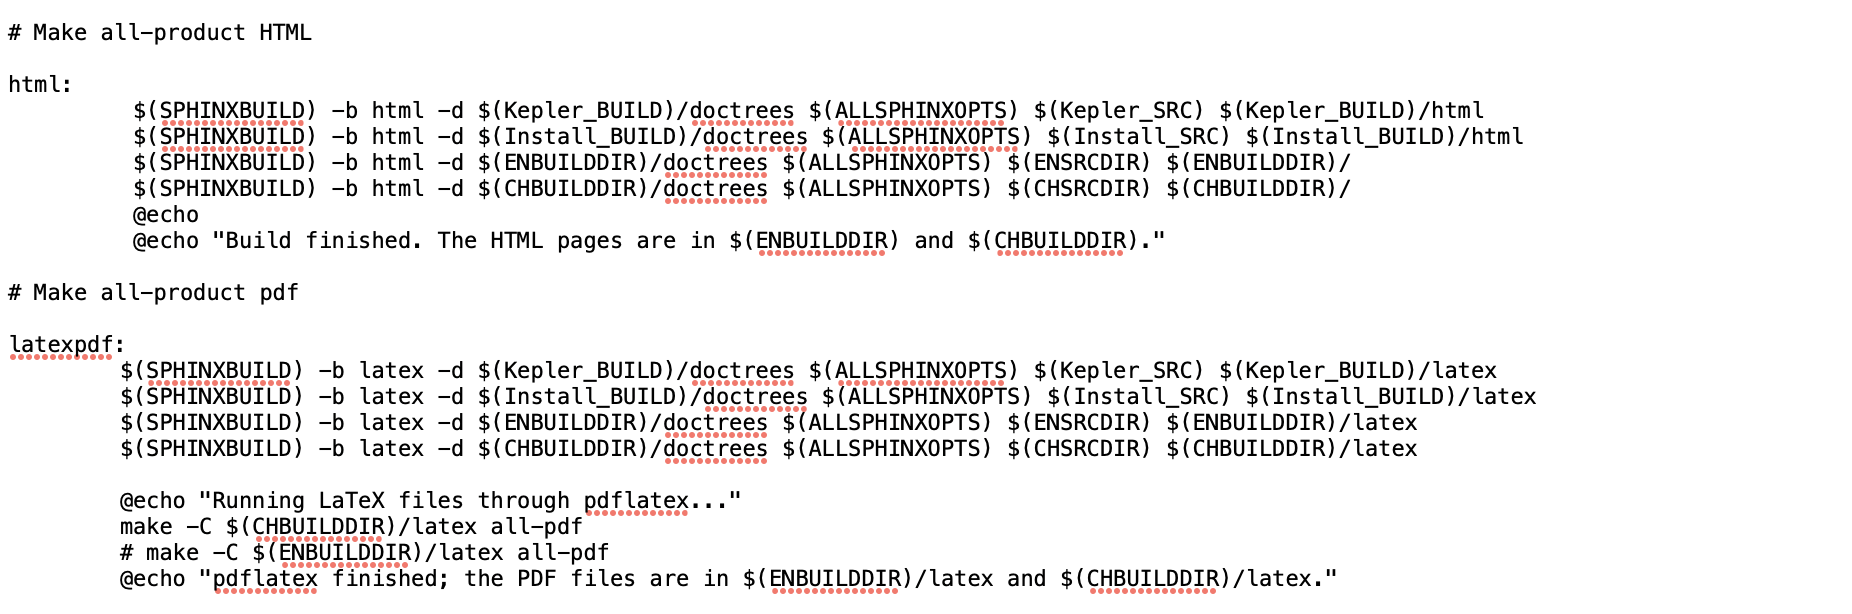 # Make all-product HTML
html:
$(SPHINXBUILD) -b html -d $(Kepler_BUILD)/doctrees $(ALLSPHINXOPTS) $(Kepler_SRC) $(Kepler_BUILD)/html
$(SPHINXBUILD) -b html -d $(Install_BUILD)/doctrees $(ALLSPHINXOPTS) $(Install_SRC) $(Install_BUILD)/html
$(SPHINXBUILD) -b html -d $(ENBUILDDIR)/doctrees $(ALLSPHINXOPTS) $(ENSRCDIR) $(ENBUILDDIR)/
$(SPHINXBUILD) -b html -d $(CHBUILDDIR)/doctrees $(ALLSPHINXOPTS) $(CHSRCDIR) $(CHBUILDDIR)/
@echo
@echo "Build finished. The HTML pages are in $(ENBUILDDIR) and $(CHBUILDDIR)."
# Make all-product pdf
latexpdf:
$(SPHINXBUILD) -b latex -d $(Kepler_BUILD)/doctrees $(ALLSPHINXOPTS) $(Kepler_SRC) $(Kepler_BUILD)/latex
$(SPHINXBUILD) -b latex -d $(Install_BUILD)/doctrees $(ALLSPHINXOPTS) $(Install_SRC) $(Install_BUILD)/latex
$(SPHINXBUILD) -b latex -d $(ENBUILDDIR)/doctrees $(ALLSPHINXOPTS) $(ENSRCDIR) $(ENBUILDDIR)/latex
$(SPHINXBUILD) -b latex -d $(CHBUILDDIR)/doctrees $(ALLSPHINXOPTS) $(CHSRCDIR) $(CHBUILDDIR)/latex
@echo "Running LaTeX files through pdflatex..."
make -C $(CHBUILDDIR)/latex all-pdf
# make -C $(ENBUILDDIR)/latex all-pdf
@echo "pdflatex finished; the PDF files are in $(ENBUILDDIR)/latex and $(CHBUILDDIR)/latex."